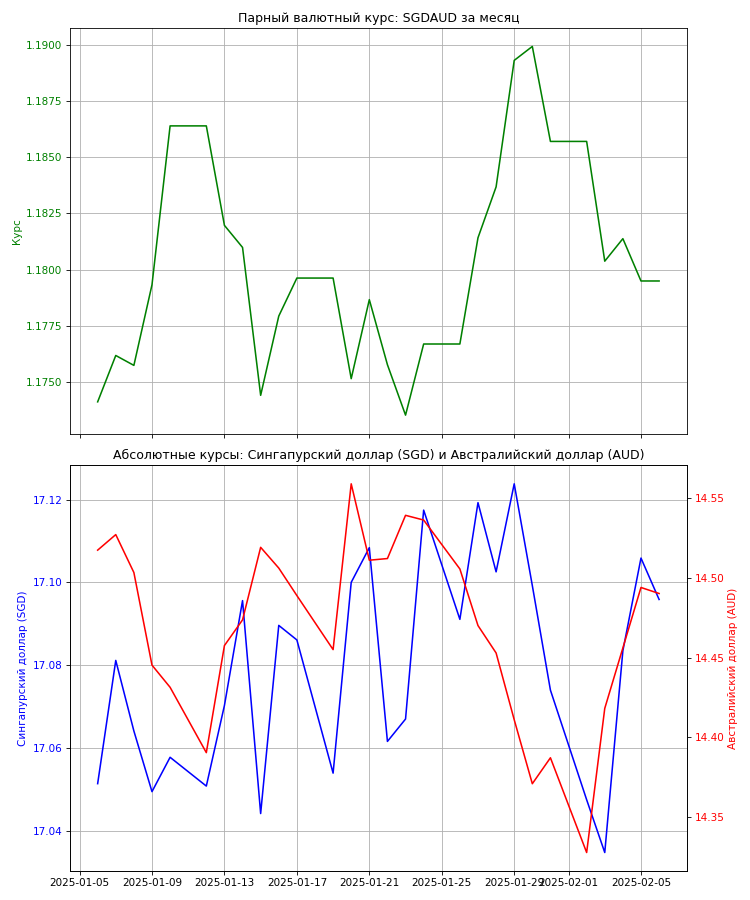 Парный валютный курс: SGDAUD за месяц
1.1900
1.1875
1.1850
1.1825
1.1800
1.1775
1.1750
Курс
Абсолютные курсы: Сингапурский доллар (SGD) и Австралийский доллар (AUD)
17.12
17.10
17.08
17.06
17.04
Сингапурский доллар (SGD)
14.55
14.50
14.45
14.40
14.35
Австралийский доллар (AUD)
2025-01-05 2025-01-09 2025-01-13 2025-01-17 2025-01-21 2025-01-25 2025-01-29 2025-02-01 2025-02-05